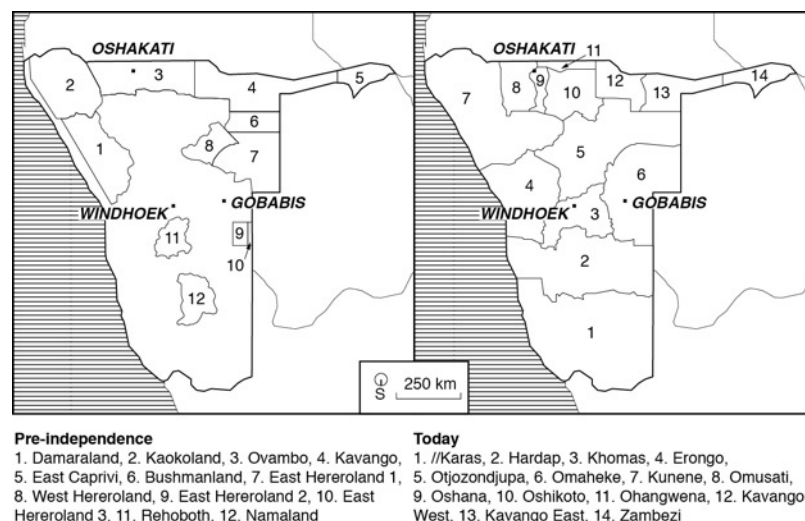 OSHAKATI
2
3
4
5
6
1
8
7
WINDHOEK
GOBABIS
11
9
10
12
OSHAKATI
11
14
7
8
9
10
12
13
5
4
6
WINDHOEK
3
GOBABIS
2
1
S
250 km
Pre-independence
1. Damaraland, 2. Kaokoland, 3. Ovambo, 4. Kavango,
5. East Caprivi, 6. Bushmanland, 7. East Hereroland 1,
8. West Hereroland, 9. East Hereroland 2, 10. East
Hereroland 3, 11. Rehoboth, 12. Namaland
Today
1. //Karas, 2. Hardap, 3. Khomas, 4. Erongo,
5. Otjozondjupa, 6. Omaheke, 7. Kunene, 8. Omusati,
9. Oshana, 10. Oshikoto, 11. Ohangwena, 12. Kavango
West, 13. Kavango East, 14. Zambezi